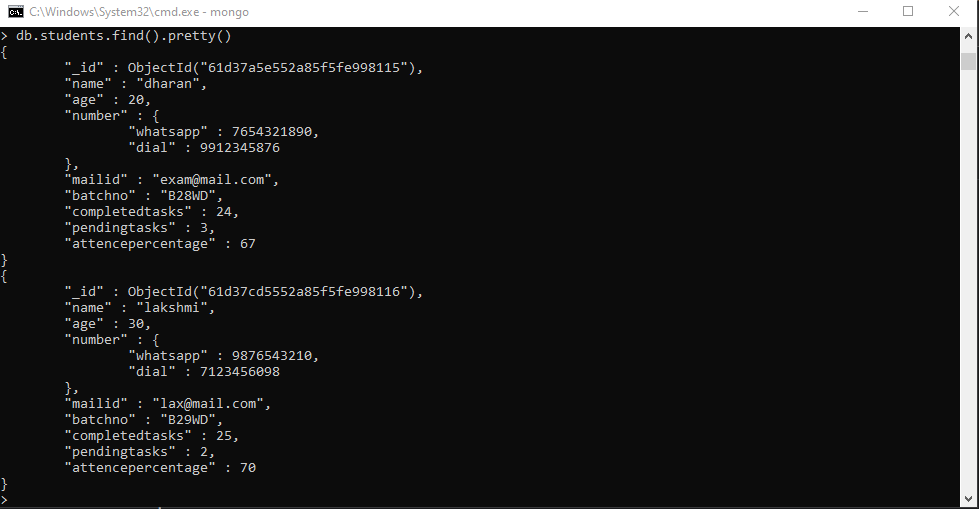 C:\Windows\System32\cmd.exe - mongo
> db.students.find().pretty()
{
        "_id" : ObjectId("61d37a5e552a85f5fe998115"),
        "name" : "dharan",
        "age" : 20,
        "number" : {
                "whatsapp" : 7654321890,
                "dial" : 9912345876
        },
        "mailid" : "exam@mail.com",
        "batchno" : "B28WD",
        "completedtasks" : 24,
        "pendingtasks" : 3,
        "attencepercentage" : 67
}
{
        "_id" : ObjectId("61d37cd5552a85f5fe998116"),
        "name" : "lakshmi",
        "age" : 30,
        "number" : {
                "whatsapp" : 9876543210,
                "dial" : 7123456098
        },
        "mailid" : "lax@mail.com",
        "batchno" : "B29WD",
        "completedtasks" : 25,
        "pendingtasks" : 2,
        "attencepercentage" : 70
}
>